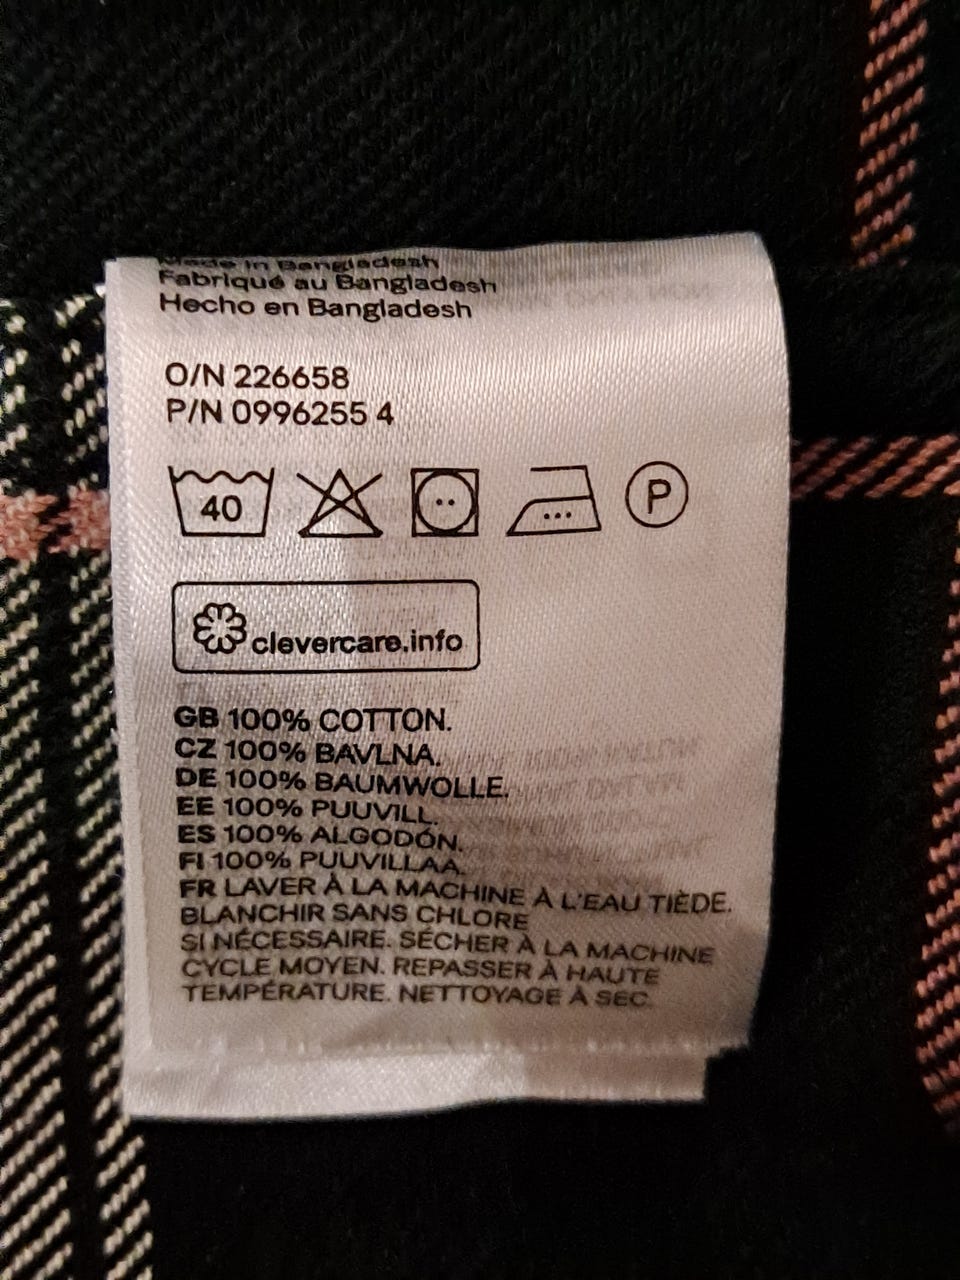 Made in Bangladesh
Fabriqué au Bangladesh
Hecho en Bangladesh
O/N 226658
P/N 0996255 4
40
P
clevercare.info
GB 100% COTTON.
CZ 100% BAVLNA.
DE 100% BAUMWOLLE.
EE 100% PUUVILL.
ES 100% ALGODÓN.
FI 100% PUUVILLAA.
FR LAVER À LA MACHINE À L'EAU TIÈDE.
BLANCHIR SANS CHLORE
SI NÉCESSAIRE. SÉCHER À LA MACHINE
CYCLE MOYEN. REPASSER À HAUTE
TEMPÉRATURE. NETTOYAGE À SEC.